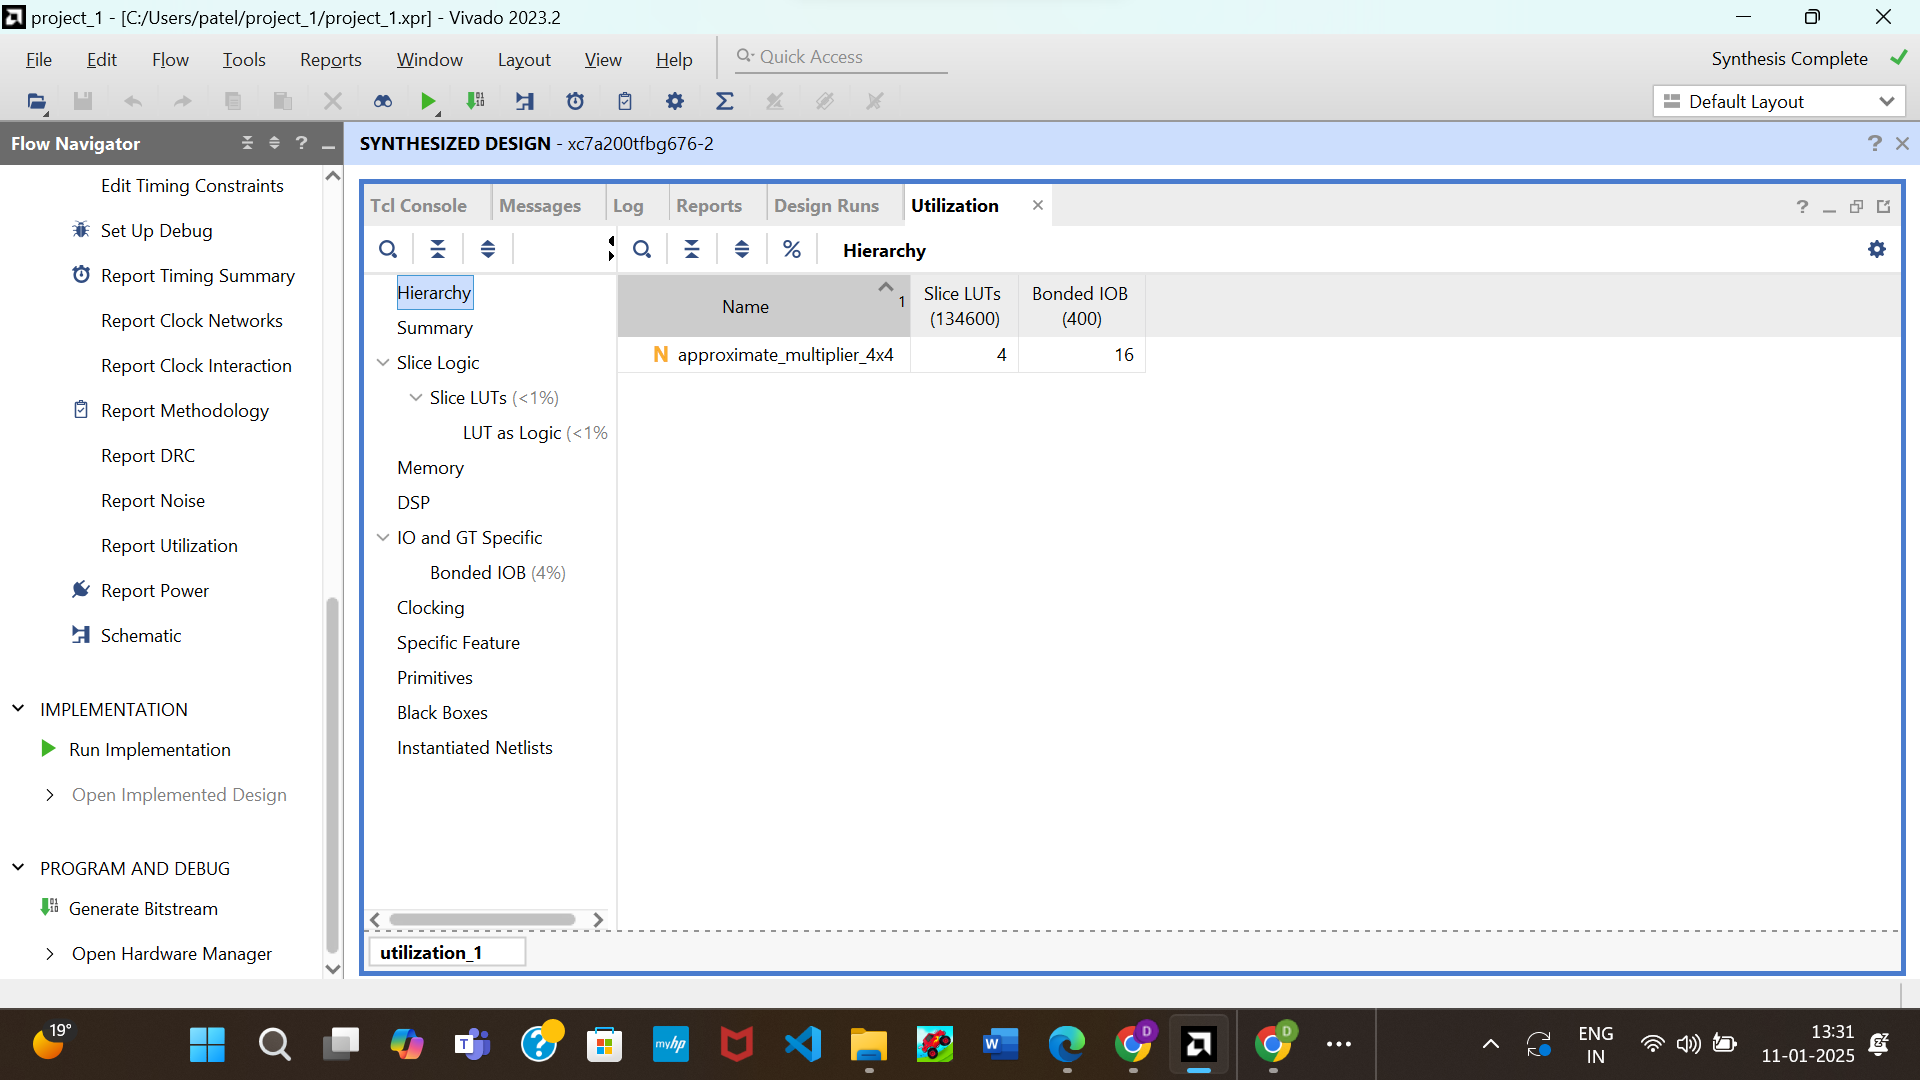 project_1 - [C:/Users/patel/project_1/project_1.xpr] - Vivado 2023.2
File Edit Flow Tools Reports Window Layout View Help Quick Access Synthesis Complete
Default Layout
Flow Navigator
SYNTHESIZED DESIGN - xc7a200tfbg676-2
Edit Timing Constraints
Set Up Debug
Report Timing Summary
Report Clock Networks
Report Clock Interaction
Report Methodology
Report DRC
Report Noise
Report Utilization
Report Power
Schematic
IMPLEMENTATION
Run Implementation
Open Implemented Design
PROGRAM AND DEBUG
Generate Bitstream
Open Hardware Manager
Tcl Console Messages Log Reports Design Runs Utilization
Hierarchy
Hierarchy
Summary
Slice Logic
Slice LUTs (<1%)
LUT as Logic (<1%
Memory
DSP
IO and GT Specific
Bonded IOB (4%)
Clocking
Specific Feature
Primitives
Black Boxes
Instantiated Netlists
Name 1 Slice LUTs (134600) Bonded IOB (400)
N approximate_multiplier_4x4 4 16
utilization_1
19°
myhp
ENG
IN
13:31
11-01-2025